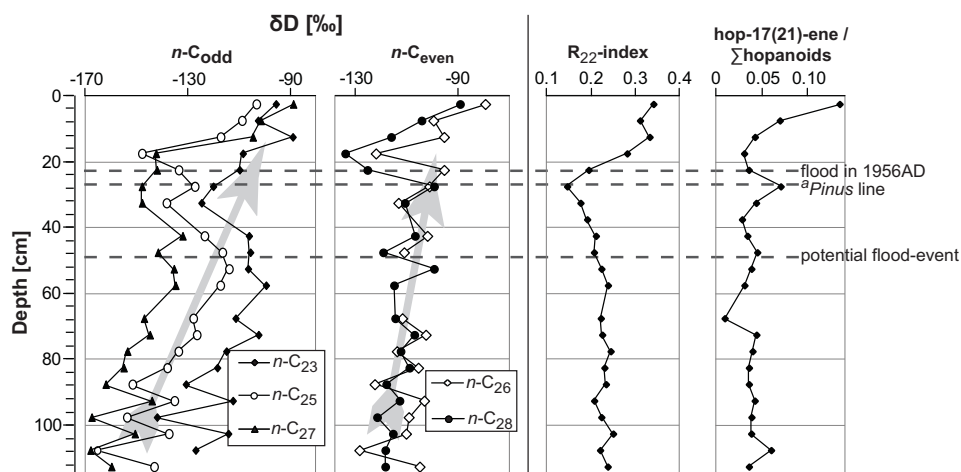 δD [‰]
n-Codd
n-Ceven
R22-index
hop-17(21)-ene /
∑hopanoids
-170 -130 -90
-130 -90
0.1 0.2 0.3 0.4
0 0.05 0.10
Depth [cm]
0
20
40
60
80
100
flood in 1956AD
aPinus line
potential flood-event
n-C23
n-C25
n-C27
n-C26
n-C28